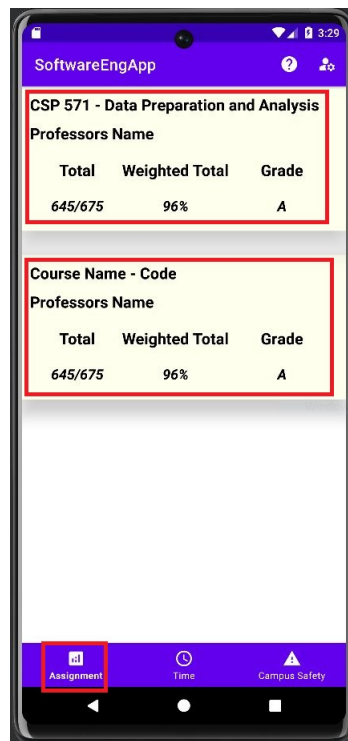 3:29
SoftwareEngApp
CSP 571 - Data Preparation and Analysis
Professors Name
Total Weighted Total Grade
645/675 96% A
Course Name - Code
Professors Name
Total Weighted Total Grade
645/675 96% A
Assignment Time Campus Safety